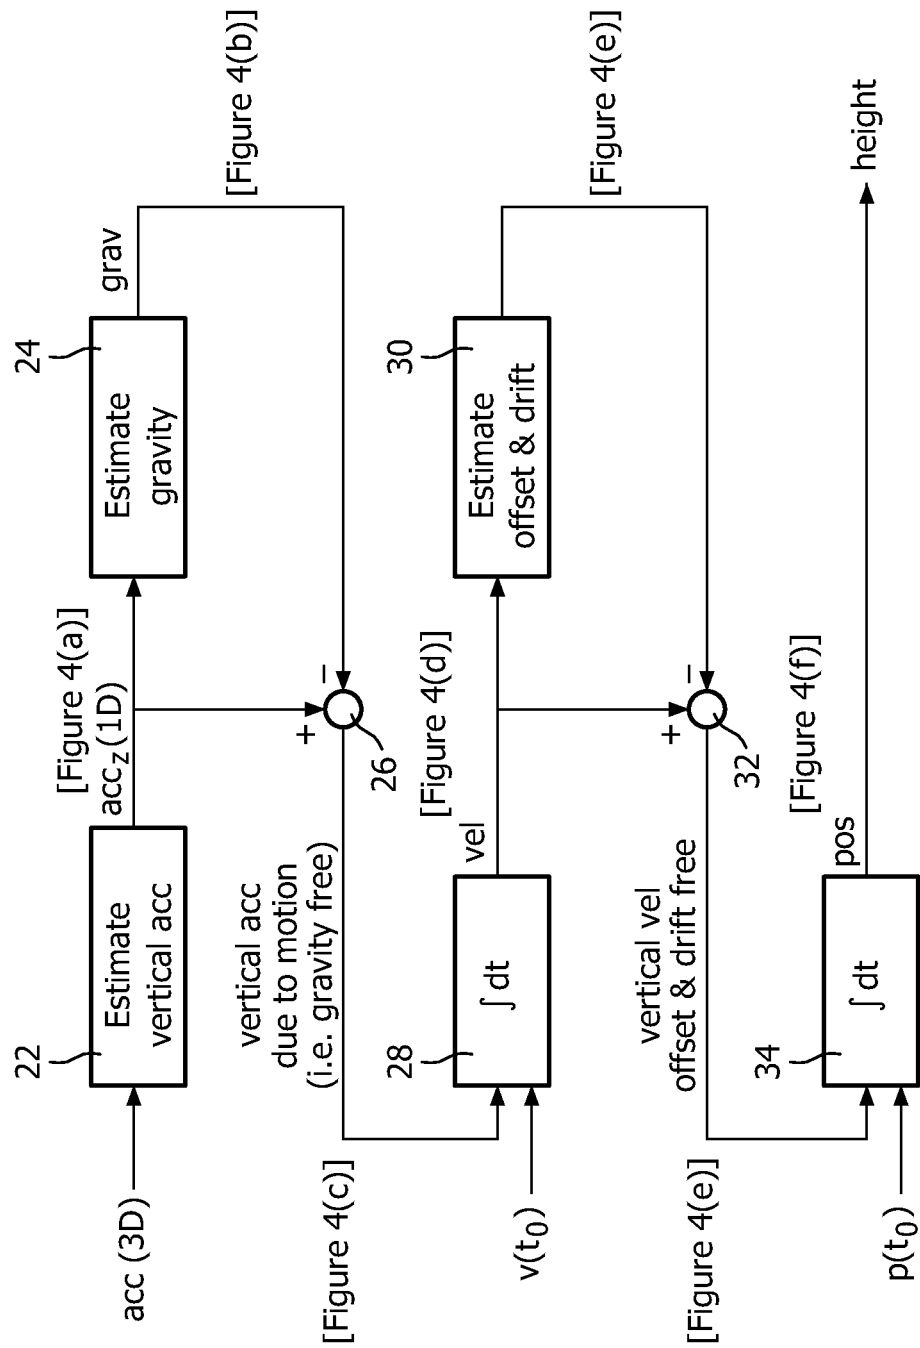 22
24
Estimate
vertical acc
acc (3D)
[Figure 4(a)]
acc_z (1D)
Estimate
gravity
grav
[Figure 4(b)]
vertical acc
due to motion
(i.e. gravity free)
+
−
26
[Figure 4(c)]
28
30
∫ dt
v(t₀)
vel
[Figure 4(d)]
Estimate
offset & drift
[Figure 4(e)]
vertical vel
offset & drift free
+
−
32
[Figure 4(e)]
34
∫ dt
p(t₀)
pos
[Figure 4(f)]
height